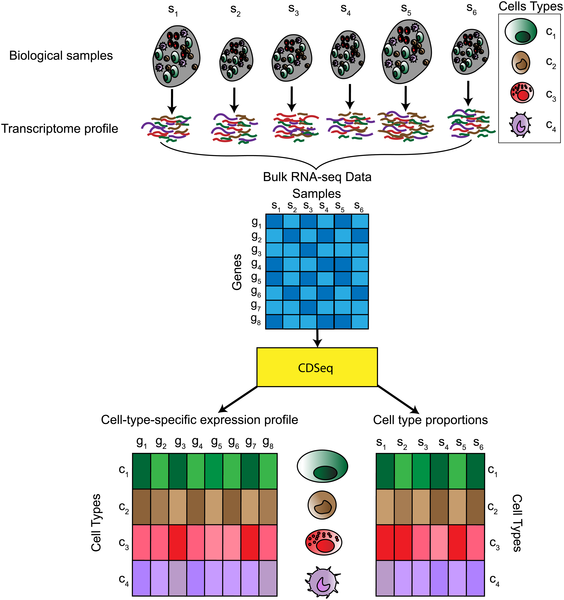 s1 s2 s3 s4 s5 s6
Cells Types
c1
c2
c3
c4
Biological samples
Transcriptome profile
Bulk RNA-seq Data
Samples
s1 s2 s3 s4 s5 s6
Genes
g1
g2
g3
g4
g5
g6
g7
g8
CDSeq
Cell-type-specific expression profile
g1 g2 g3 g4 g5 g6 g7 g8
Cell Types
c1
c2
c3
c4
Cell type proportions
s1 s2 s3 s4 s5 s6
c1
c2
c3
c4
Cell Types